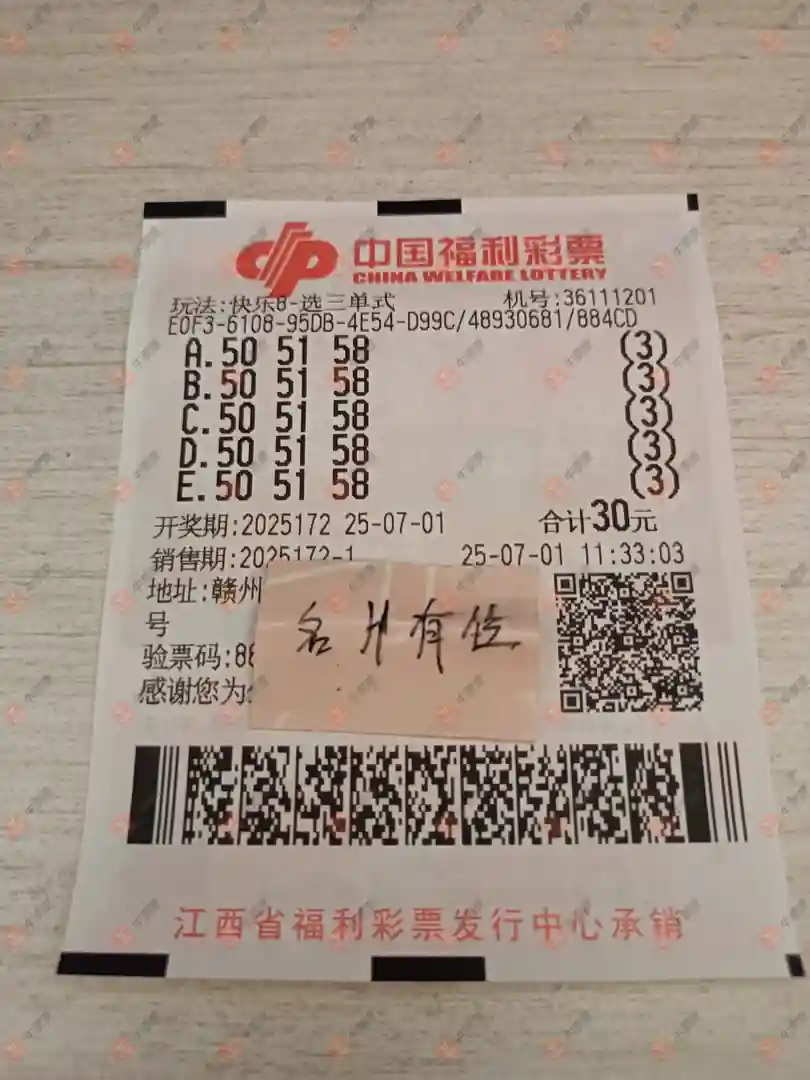 中国福利彩票
CHINA WELFARE LOTTERY
玩法:快乐8-选三单式 机号:36111201
E0F3-6108-95DB-4E54-D99C/48930681/884CD
A.50 51 58 (3)
B.50 51 58 (3)
C.50 51 58 (3)
D.50 51 58 (3)
E.50 51 58 (3)
开奖期:2025172 25-07-01 合计30元
销售期:2025172-1 25-07-01 11:33:03
地址:赣州
号
验票码:88
感谢您为
名片有位
江西省福利彩票发行中心承销